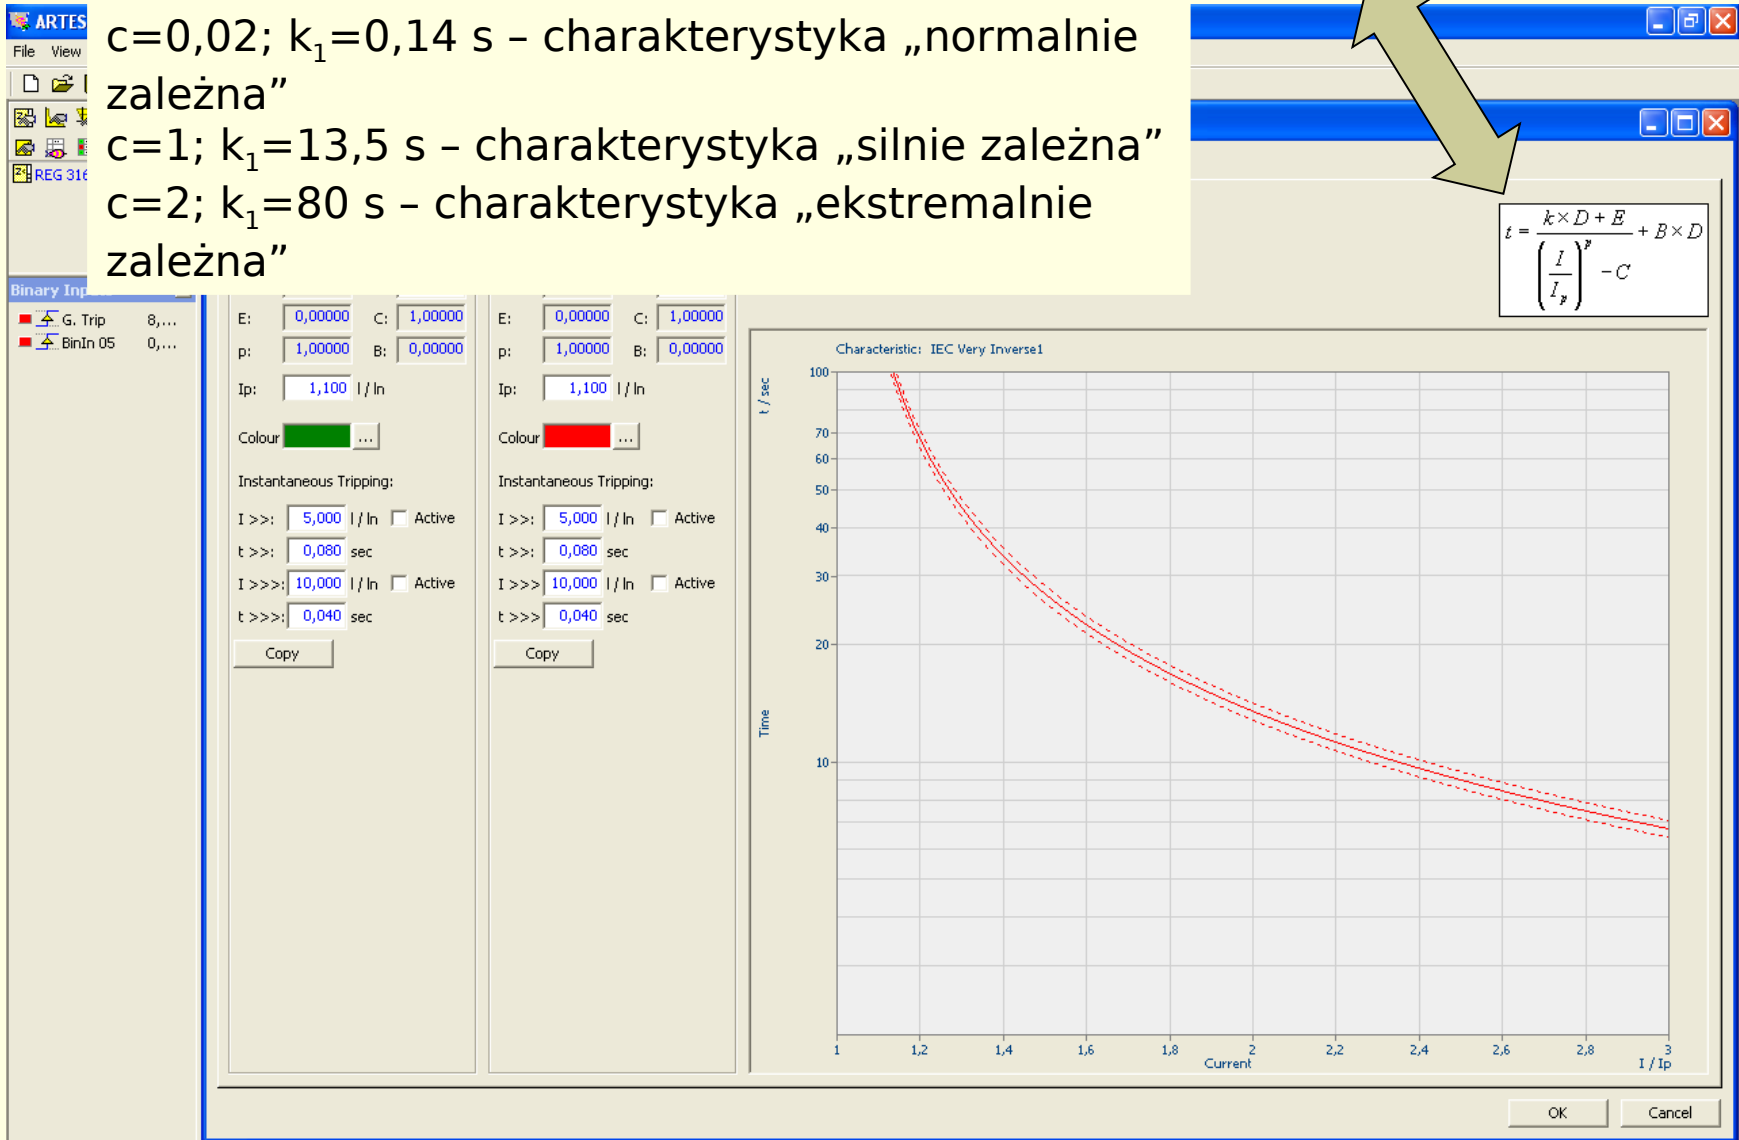 ARTES
File View
c=0,02; k1=0,14 s – charakterystyka „normalnie
zależna”
c=1; k1=13,5 s – charakterystyka „silnie zależna”
c=2; k1=80 s – charakterystyka „ekstremalnie
zależna”
REG 316
t = (k × D + E) / ((I / Ip)^p − C) + B × D
Binary Inp
G. Trip 8,...
BinIn 05 0,...
E: 0,00000 C: 1,00000
p: 1,00000 B: 0,00000
Ip: 1,100 I / In
Colour ...
Instantaneous Tripping:
I >>: 5,000 I / In Active
t >>: 0,080 sec
I >>>: 10,000 I / In Active
t >>>: 0,040 sec
Copy
E: 0,00000 C: 1,00000
p: 1,00000 B: 0,00000
Ip: 1,100 I / In
Colour ...
Instantaneous Tripping:
I >>: 5,000 I / In Active
t >>: 0,080 sec
I >>> 10,000 I / In Active
t >>> 0,040 sec
Copy
Characteristic: IEC Very Inverse1
t / sec
Time
100
70
60
50
40
30
20
10
1 1,2 1,4 1,6 1,8 2 2,2 2,4 2,6 2,8 3
Current
I / Ip
OK Cancel